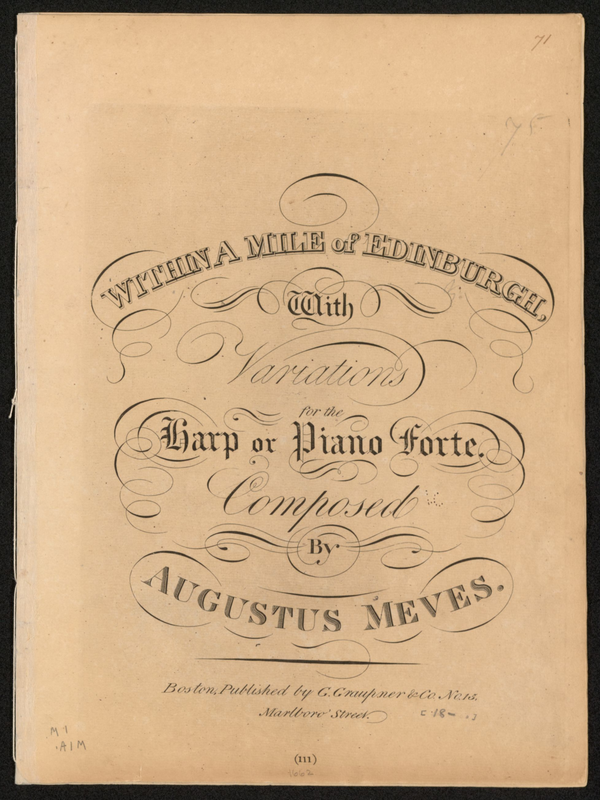 71
75
WITHIN A MILE of EDINBURGH,
With
Variations
for the
Harp or Piano Forte.
Composed
By
AUGUSTUS MEVES.
Boston, Published by G. Graupner & Co No. 15.
Marlboro' Street.
M 1
.A1M
(111)